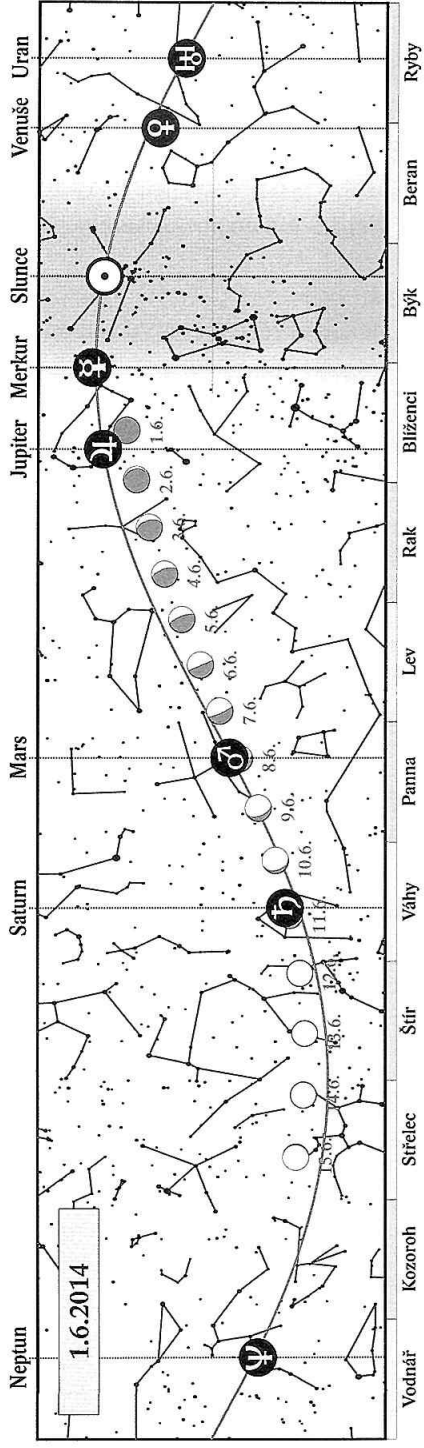 Neptun Saturn Mars Jupiter Merkur Slunce Venuše Uran
1.6.2014
15.6. 14.6. 13.6. 12.6. 11.6. 10.6. 9.6. 8.6. 7.6. 6.6. 5.6. 4.6. 3.6. 2.6. 1.6.
Vodnář Kozoroh Střelec Štír Váhy Panna Lev Rak Blíženci Býk Beran Ryby